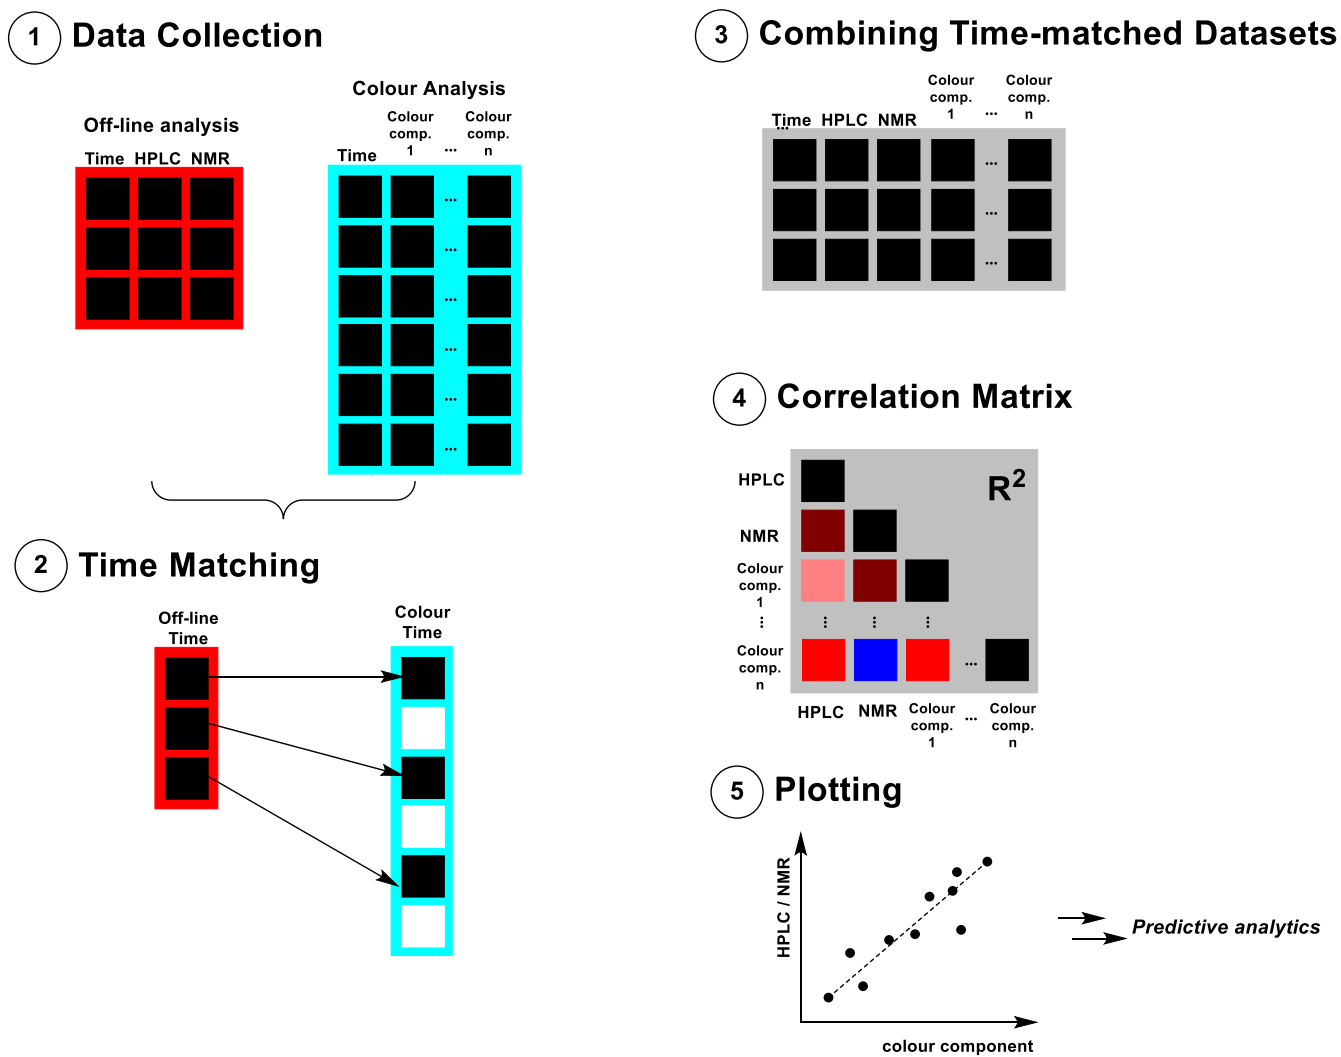 1 Data Collection
Off-line analysis
Time HPLC NMR
Colour Analysis
Time
Colour
comp.
1
...
Colour
comp.
n
...
...
...
...
...
...
2 Time Matching
Off-line
Time
Colour
Time
3 Combining Time-matched Datasets
Time HPLC NMR
...
Colour
comp.
1
...
Colour
comp.
n
...
...
...
4 Correlation Matrix
R²
HPLC
NMR
Colour
comp.
1
⋮ ⋮ ⋮ ⋮
Colour
comp.
n
...
HPLC NMR
Colour
comp.
1
...
Colour
comp.
n
5 Plotting
HPLC / NMR
colour component
Predictive analytics